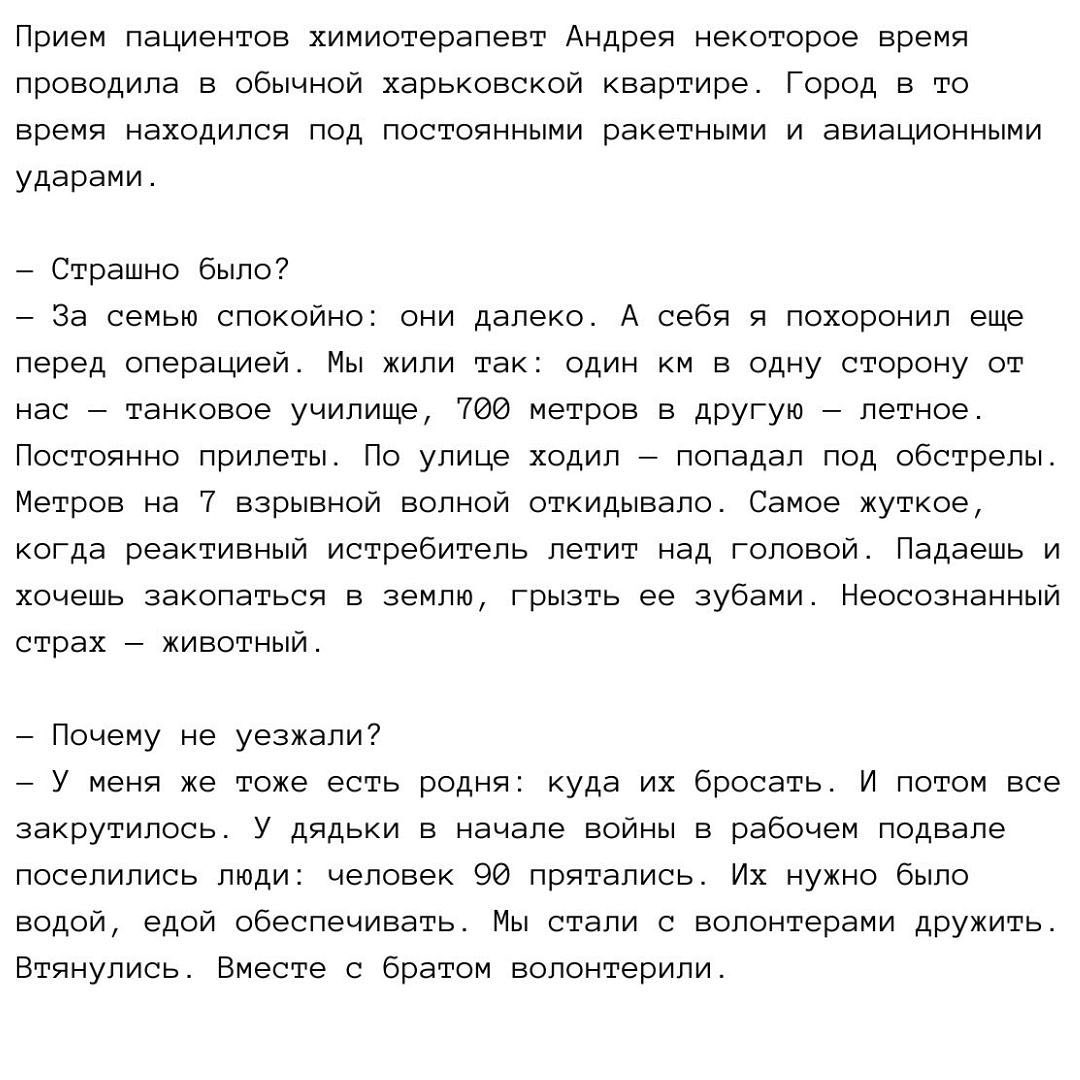 Прием пациентов химиотерапевт Андрея некоторое время
проводила в обычной харьковской квартире. Город в то
время находился под постоянными ракетными и авиационными
ударами.
— Страшно было?
— За семью спокойно: они далеко. А себя я похоронил еще
перед операцией. Мы жили так: один км в одну сторону от
нас — танковое училище, 700 метров в другую — летное.
Постоянно прилеты. По улице ходил — попадал под обстрелы.
Метров на 7 взрывной волной откидывало. Самое жуткое,
когда реактивный истребитель летит над головой. Падаешь и
хочешь закопаться в землю, грызть ее зубами. Неосознанный
страх — животный.
— Почему не уезжали?
— У меня же тоже есть родня: куда их бросать. И потом все
закрутилось. У дядьки в начале войны в рабочем подвале
поселились люди: человек 90 прятались. Их нужно было
водой, едой обеспечивать. Мы стали с волонтерами дружить.
Втянулись. Вместе с братом волонтерили.